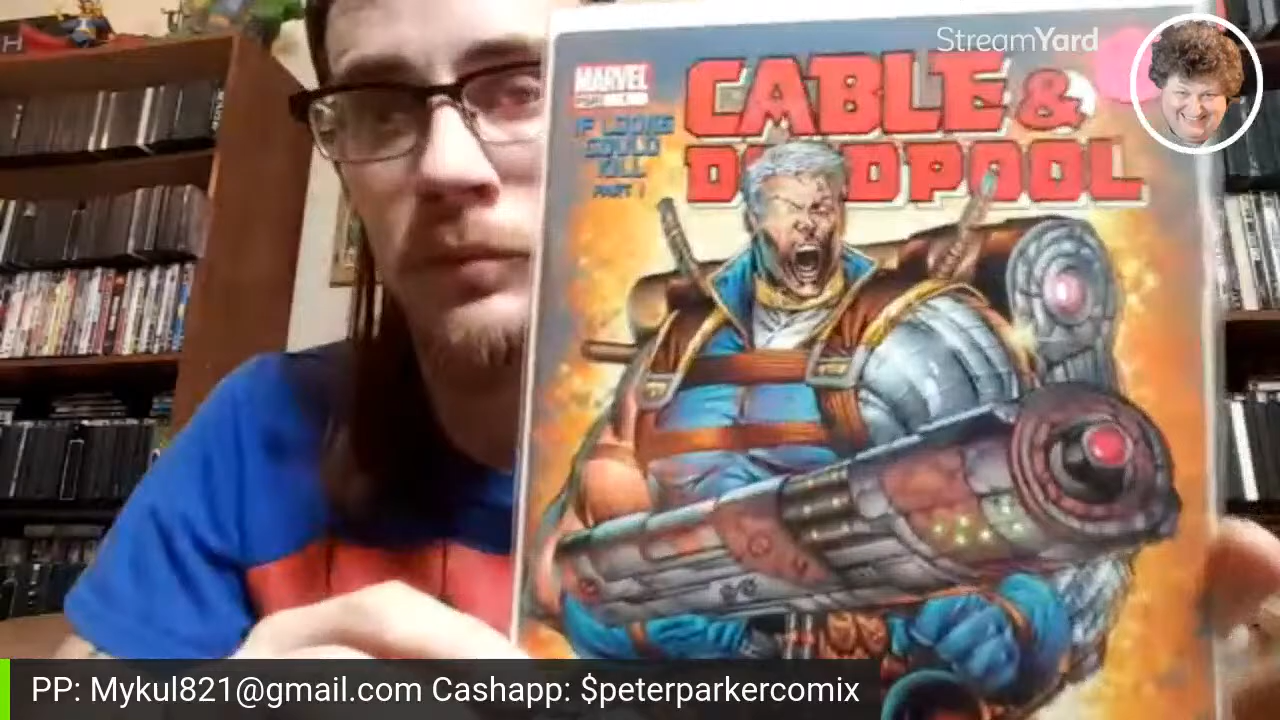 StreamYard
MARVEL
CABLE &
DEADPOOL
IF LOOKS
COULD
KILL
PART 1
PP: Mykul821@gmail.com Cashapp: $peterparkercomix